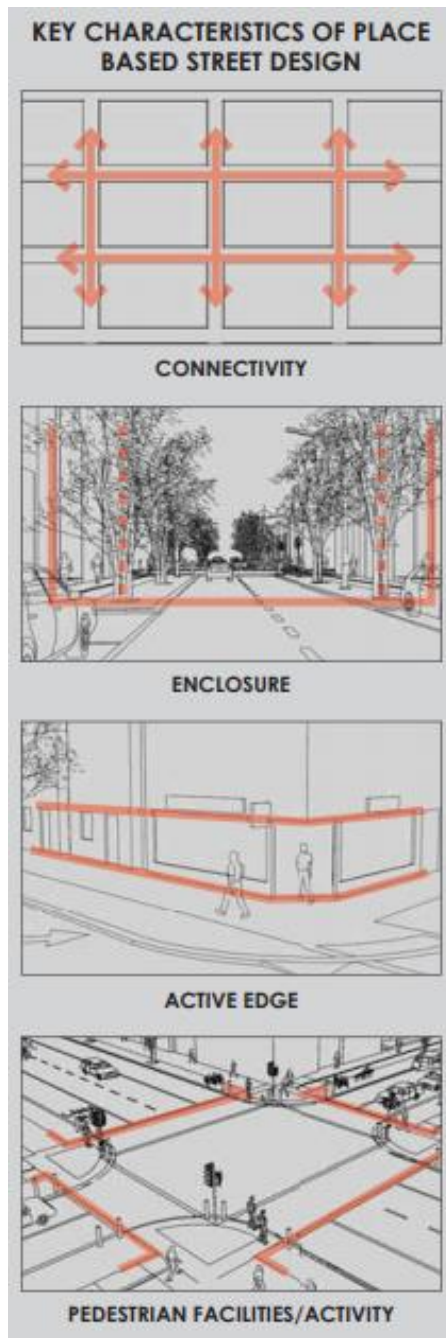 KEY CHARACTERISTICS OF PLACE
BASED STREET DESIGN
CONNECTIVITY
ENCLOSURE
ACTIVE EDGE
PEDESTRIAN FACILITIES/ACTIVITY